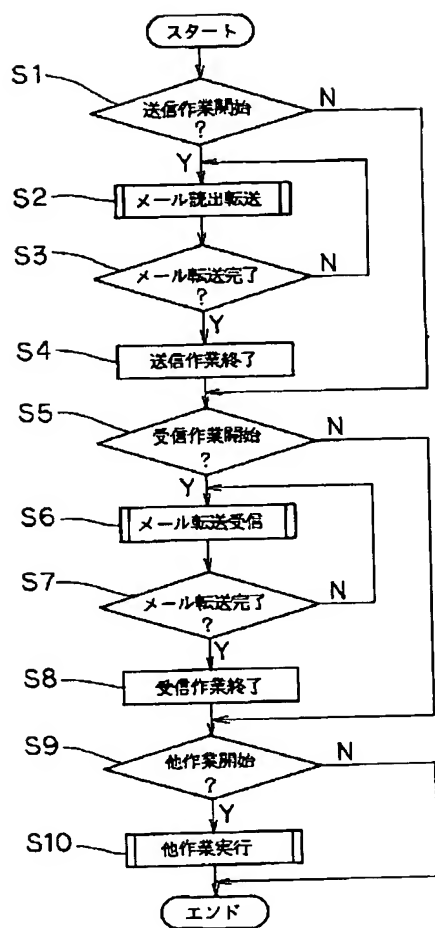 スタート
S1
送信作業開始
?
N
Y
S2
メール読出転送
S3
メール転送完了
?
N
Y
S4
送信作業終了
S5
受信作業開始
?
N
Y
S6
メール転送受信
S7
メール転送完了
?
N
Y
S8
受信作業終了
S9
他作業開始
?
N
Y
S10
他作業実行
エンド